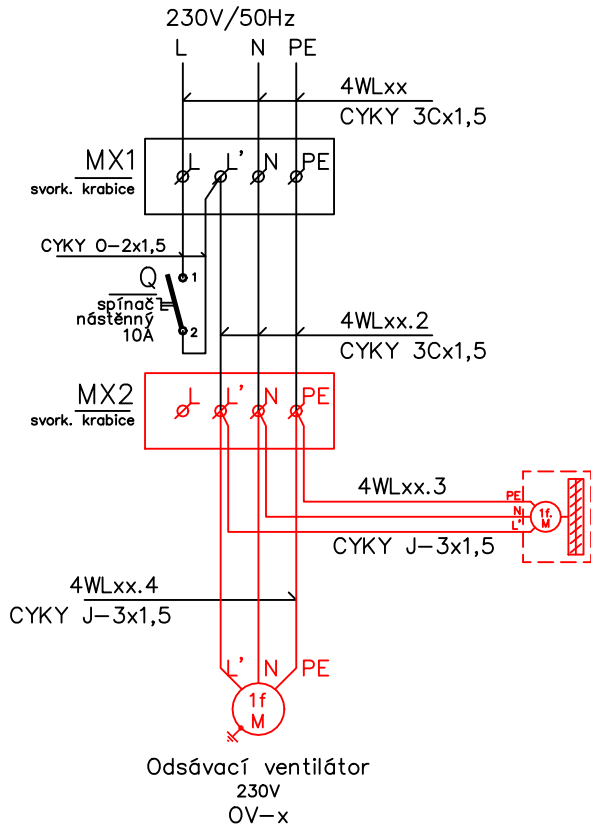 230V/50Hz
L N PE
4WLxx
CYKY 3Cx1,5
MX1
svork. krabice
L L' N PE
CYKY O-2x1,5
Q
1
spínač
nástěnný
10A
2
4WLxx.2
CYKY 3Cx1,5
MX2
svork. krabice
L L' N PE
4WLxx.3
PE
N
L'
1f.
M
CYKY J-3x1,5
4WLxx.4
CYKY J-3x1,5
L' N PE
1f
M
Odsávací ventilátor
230V
OV-x